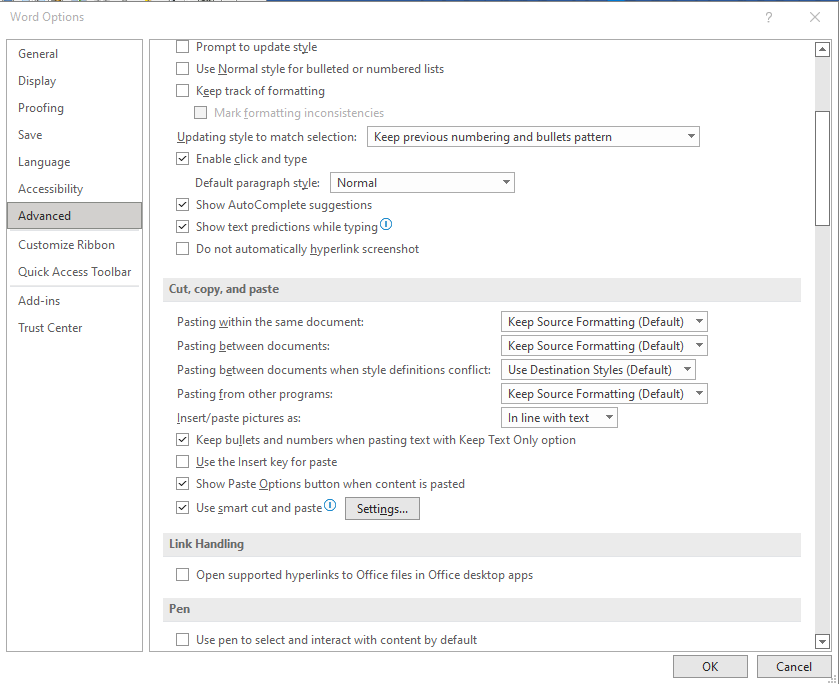 Word Options
?
General
Display
Proofing
Save
Language
Accessibility
Advanced
Customize Ribbon
Quick Access Toolbar
Add-ins
Trust Center
Prompt to update style
Use Normal style for bulleted or numbered lists
Keep track of formatting
Mark formatting inconsistencies
Updating style to match selection: Keep previous numbering and bullets pattern
Enable click and type
Default paragraph style: Normal
Show AutoComplete suggestions
Show text predictions while typing
Do not automatically hyperlink screenshot
Cut, copy, and paste
Pasting within the same document: Keep Source Formatting (Default)
Pasting between documents: Keep Source Formatting (Default)
Pasting between documents when style definitions conflict: Use Destination Styles (Default)
Pasting from other programs: Keep Source Formatting (Default)
Insert/paste pictures as: In line with text
Keep bullets and numbers when pasting text with Keep Text Only option
Use the Insert key for paste
Show Paste Options button when content is pasted
Use smart cut and paste Settings...
Link Handling
Open supported hyperlinks to Office files in Office desktop apps
Pen
Use pen to select and interact with content by default
OK Cancel